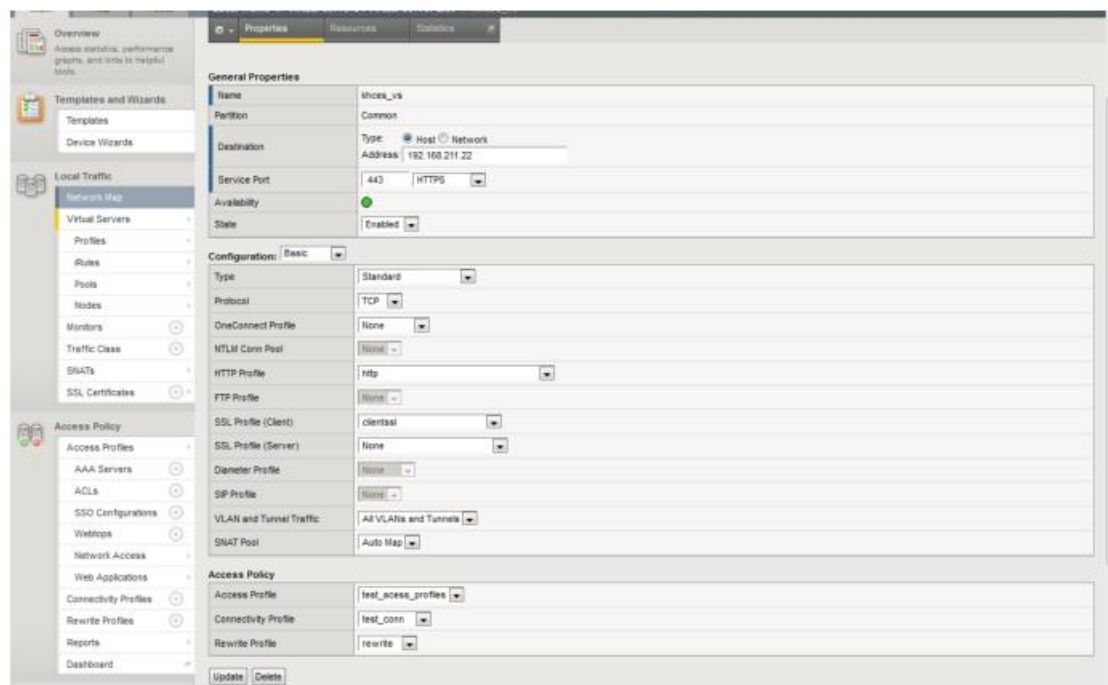 Overview
Access statistics, performance
graphs, and links to helpful
tools.
Templates and Wizards
Templates
Device Wizards
Local Traffic
Network Map
Virtual Servers
Profiles
iRules
Pools
Nodes
Monitors
Traffic Class
SNATs
SSL Certificates
Access Policy
Access Profiles
AAA Servers
ACLs
SSO Configurations
Webtops
Network Access
Web Applications
Connectivity Profiles
Rewrite Profiles
Reports
Dashboard
Properties Resources Statistics
General Properties
Name khces_vs
Partition Common
Destination Type: Host Network
Address: 192.168.211.22
Service Port 443 HTTPS
Availability
State Enabled
Configuration: Basic
Type Standard
Protocol TCP
OneConnect Profile None
NTLM Conn Pool None
HTTP Profile http
FTP Profile None
SSL Profile (Client) clientssl
SSL Profile (Server) None
Diameter Profile None
SIP Profile None
VLAN and Tunnel Traffic All VLANs and Tunnels
SNAT Pool Auto Map
Access Policy
Access Profile test_acess_profiles
Connectivity Profile test_conn
Rewrite Profile rewrite
Update Delete